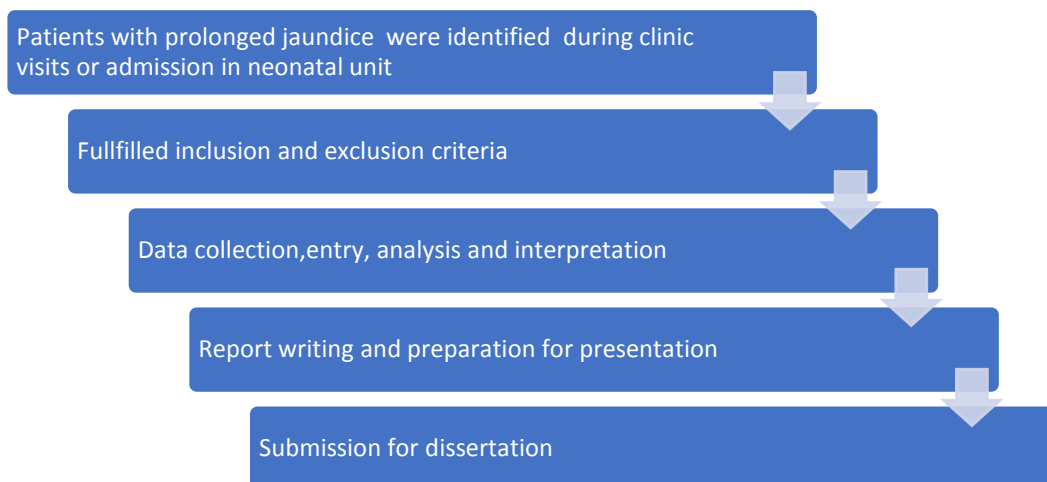 Patients with prolonged jaundice  were identified  during clinic
visits or admission in neonatal unit
Fullfilled inclusion and exclusion criteria
Data collection,entry, analysis and interpretation
Report writing and preparation for presentation
Submission for dissertation